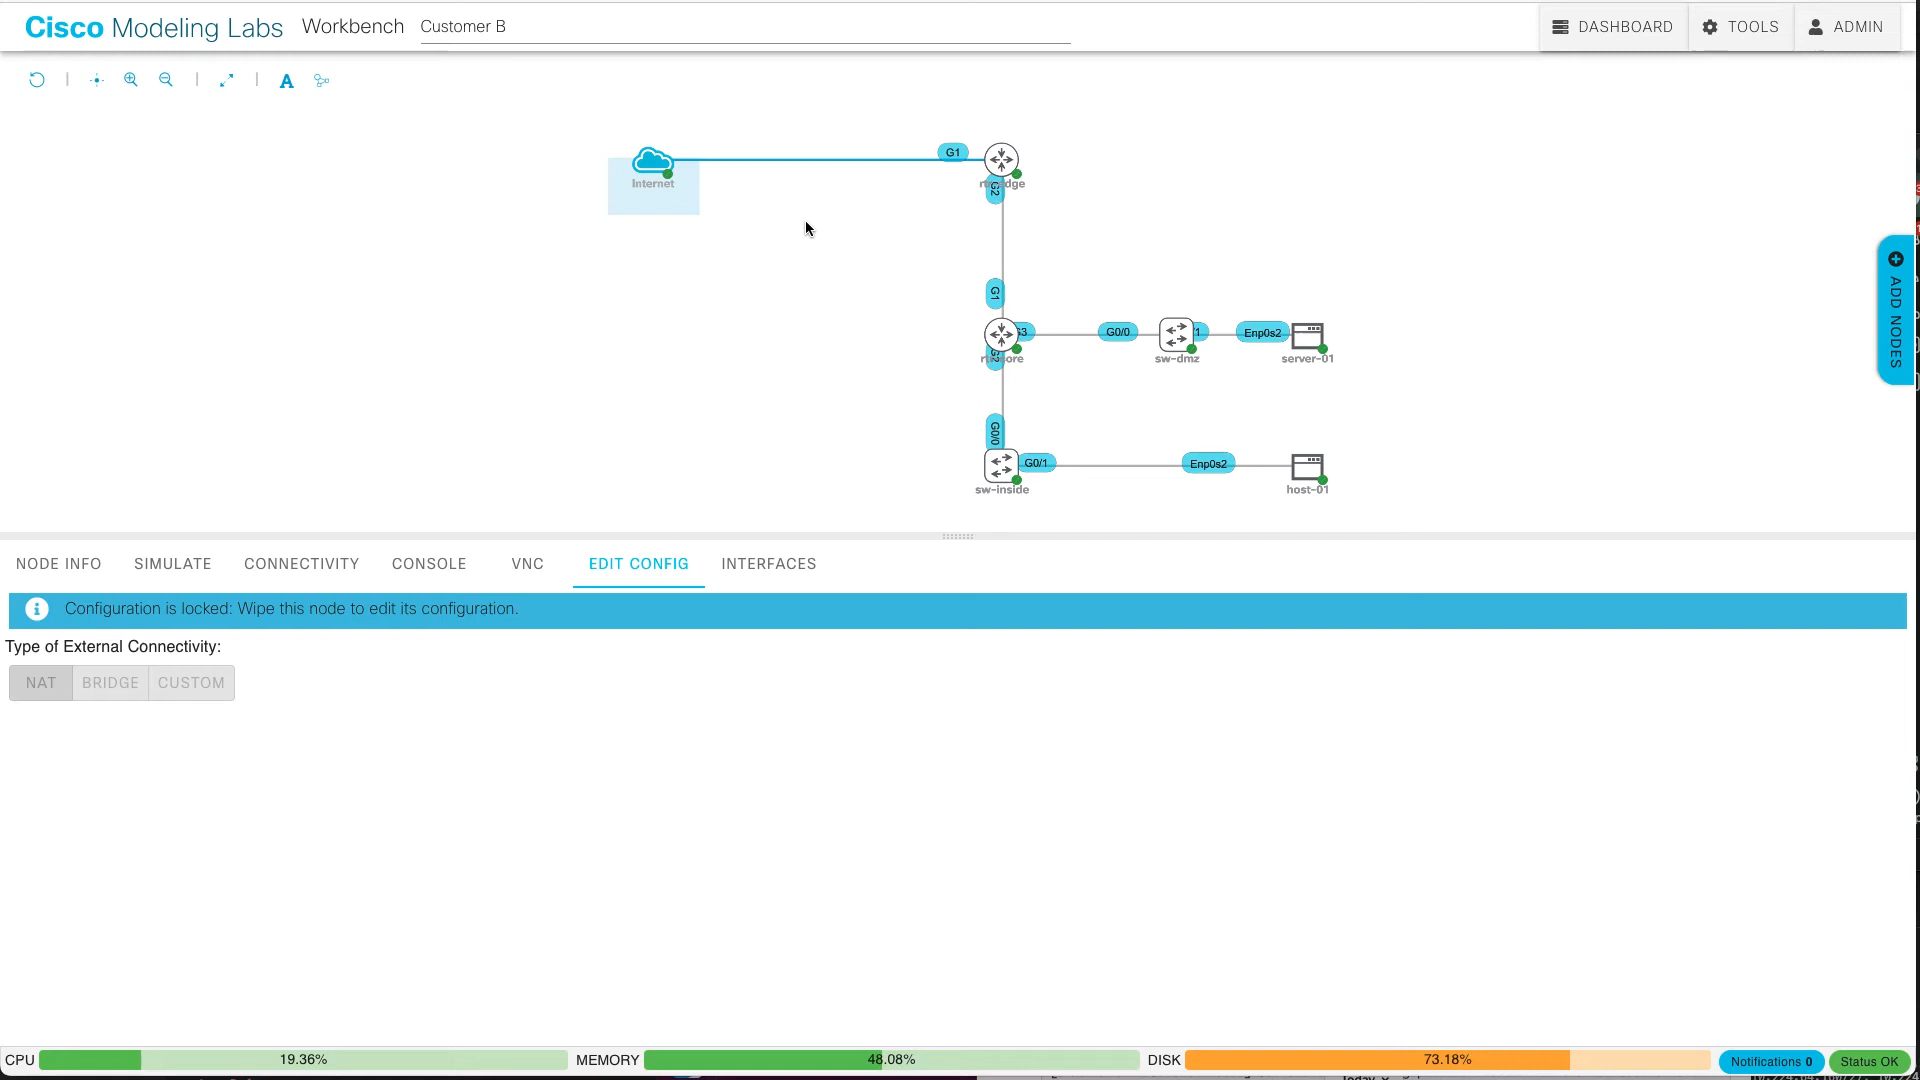 Cisco Modeling Labs Workbench Customer B DASHBOARD TOOLS ADMIN
A
G1
Internet
G2
G1
ADD NODES
G0/0 Enp0s2
sw-dmz server-01
G0/0
G0/1 Enp0s2
sw-inside host-01
NODE INFO SIMULATE CONNECTIVITY CONSOLE VNC EDIT CONFIG INTERFACES
Configuration is locked: Wipe this node to edit its configuration.
Type of External Connectivity:
NAT BRIDGE CUSTOM
CPU 19.36% MEMORY 48.08% DISK 73.18% Notifications 0 Status OK